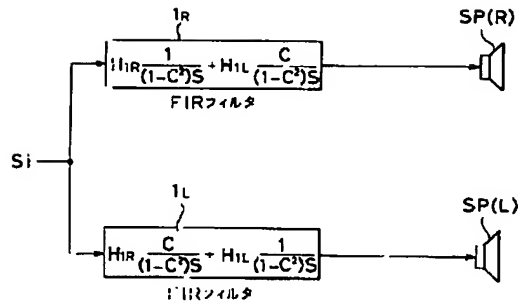 1R
SP(R)
H1R 1/(1-C²)S + H1L C/(1-C²)S
FIRフィルタ
Si
1L
SP(L)
H1R C/(1-C²)S + H1L 1/(1-C²)S
FIRフィルタ